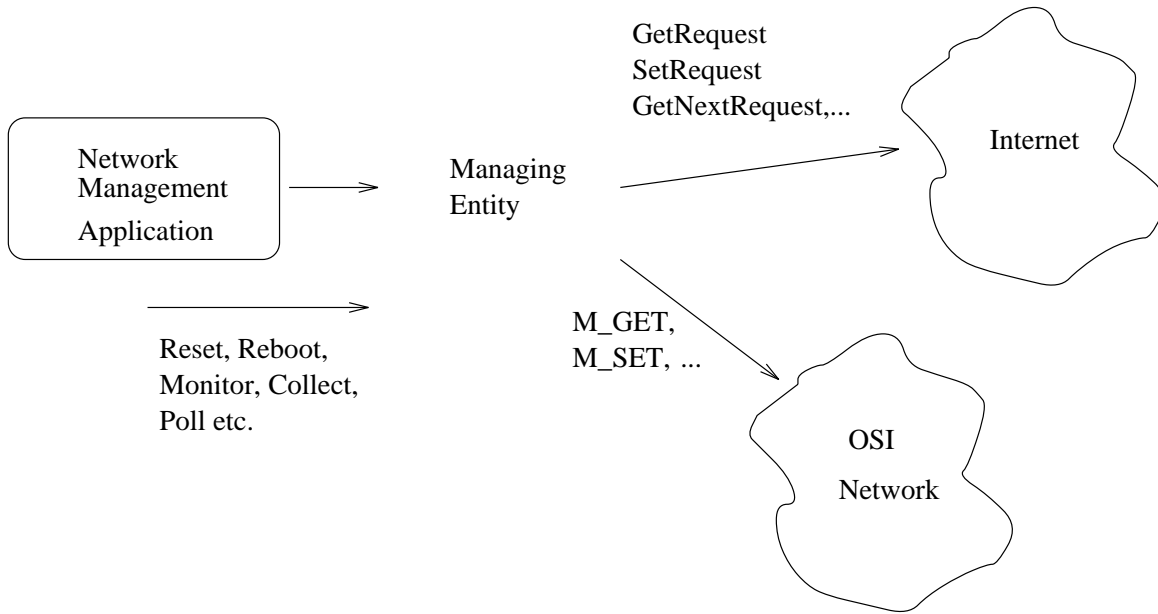 Network
Management
Application
Reset, Reboot,
Monitor, Collect,
Poll etc.
Managing
Entity
GetRequest
SetRequest
GetNextRequest,...
Internet
M_GET,
M_SET, ...
OSI
Network